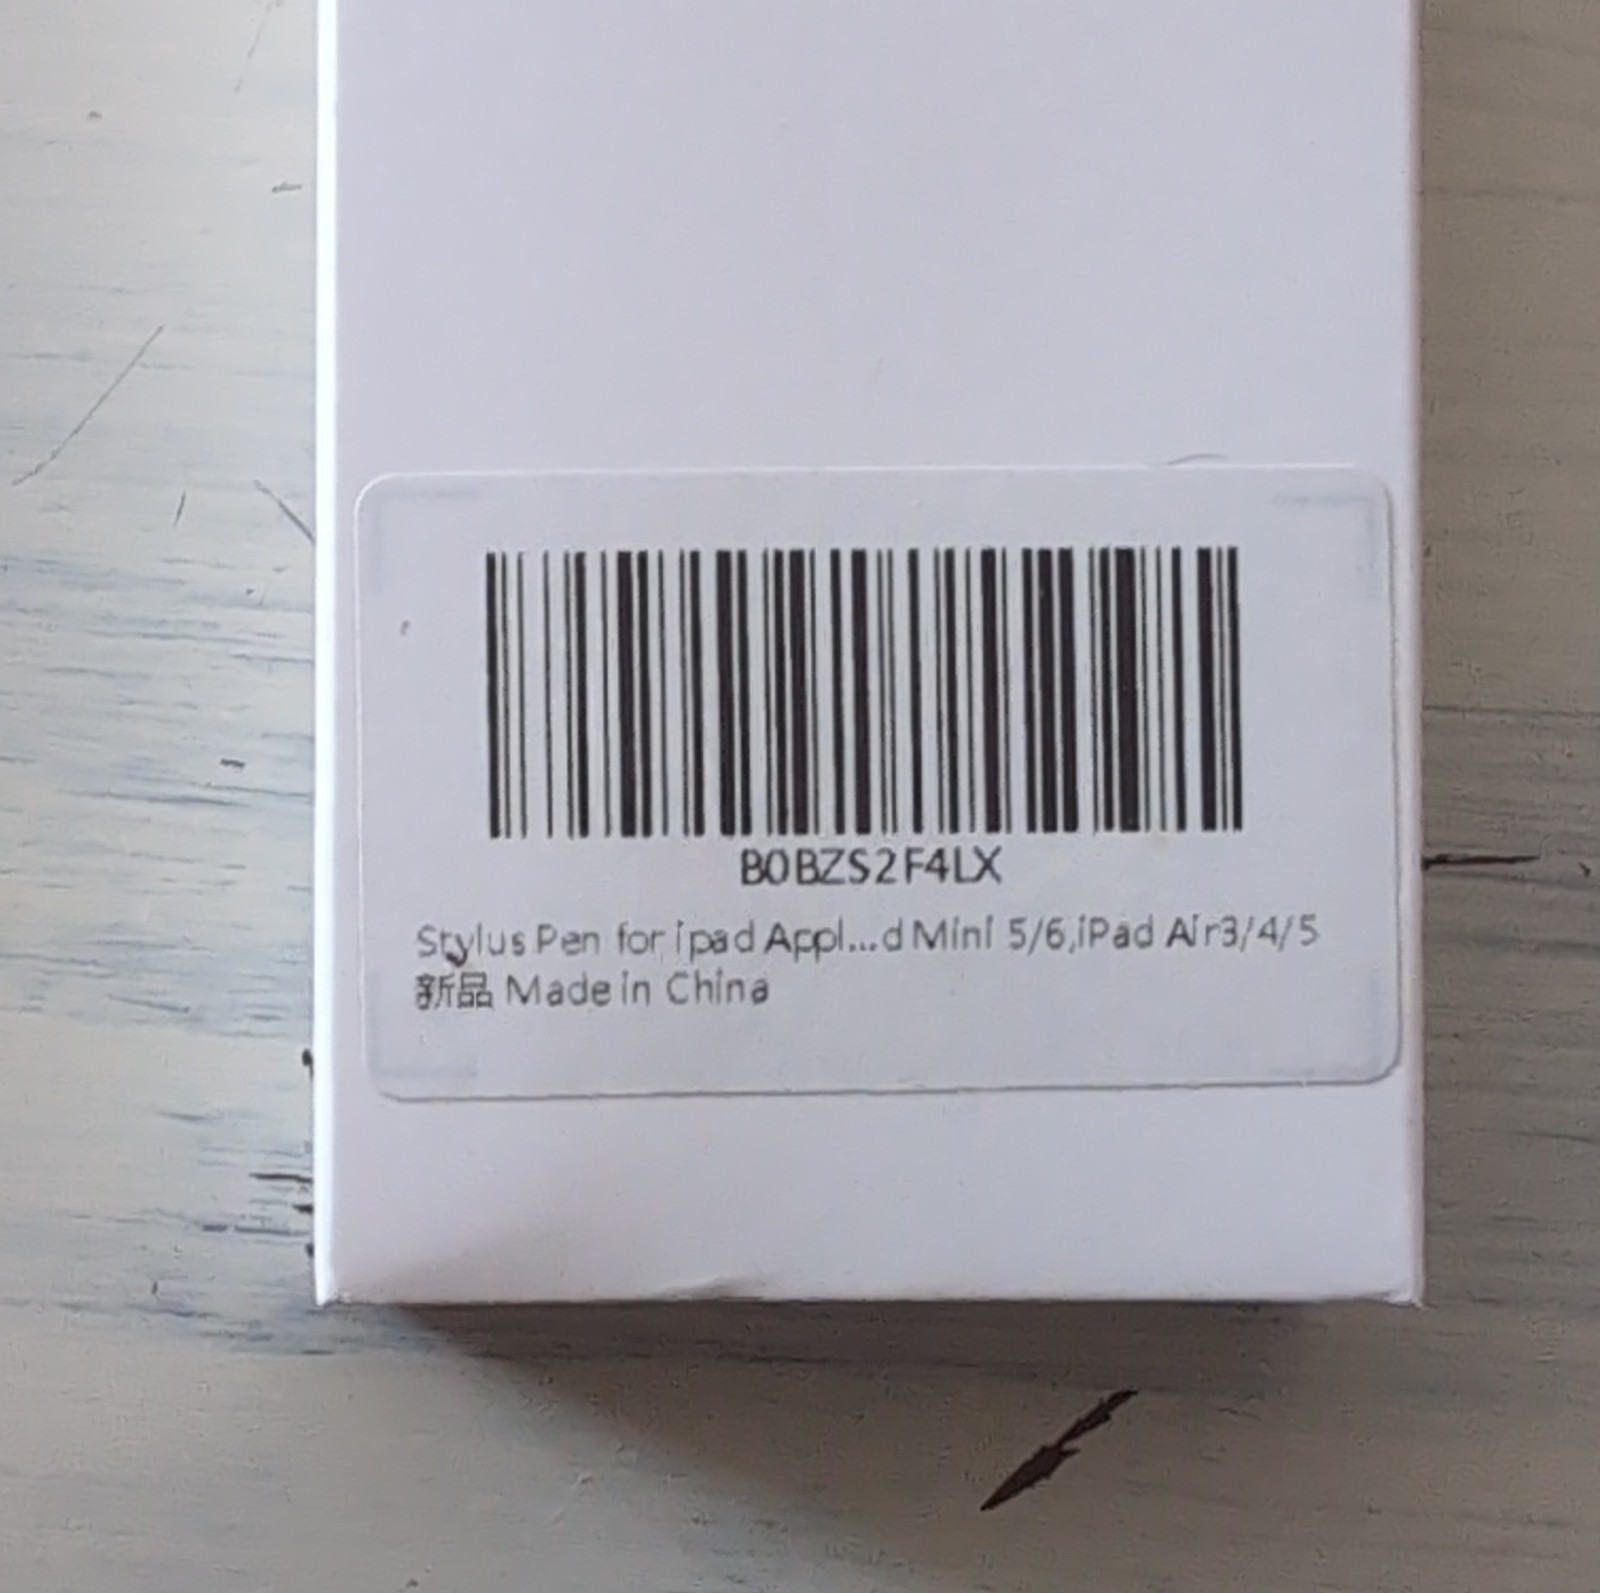 B0BZS2F4LX
Stylus Pen for ipad Appl...d Mini 5/6,iPad Air3/4/5
新品 Made in China